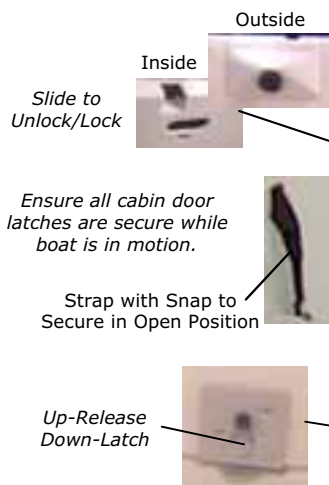 Outside
Inside
Slide to
Unlock/Lock
Ensure all cabin door
latches are secure while
boat is in motion.
Strap with Snap to
Secure in Open Position
Up-Release
Down-Latch